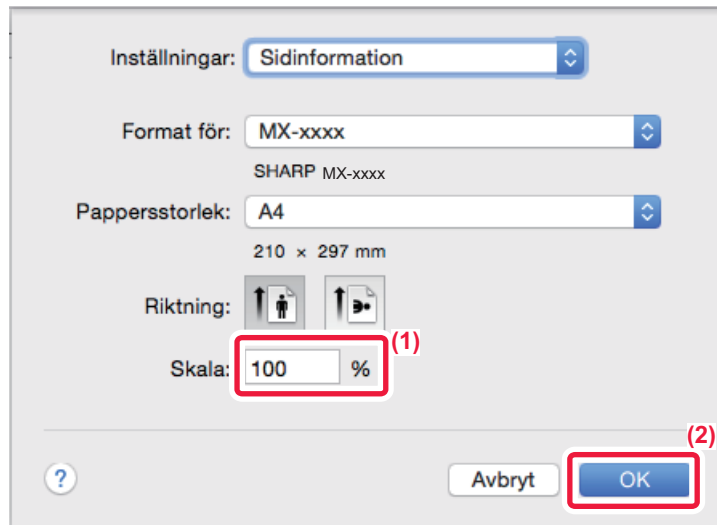 Inställningar: Sidinformation
Format för: MX-xxxx
SHARP MX-xxxx
Pappersstorlek: A4
210 × 297 mm
Riktning:
(1)
Skala: 100 %
(2)
? Avbryt OK